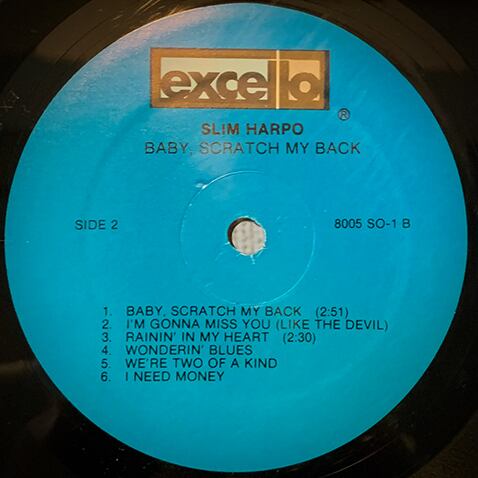 excello
®
SLIM HARPO
BABY, SCRATCH MY BACK
SIDE 2
8005 SO-1 B
1. BABY, SCRATCH MY BACK (2:51)
2. I'M GONNA MISS YOU (LIKE THE DEVIL)
3. RAININ' IN MY HEART (2:30)
4. WONDERIN' BLUES
5. WE'RE TWO OF A KIND
6. I NEED MONEY